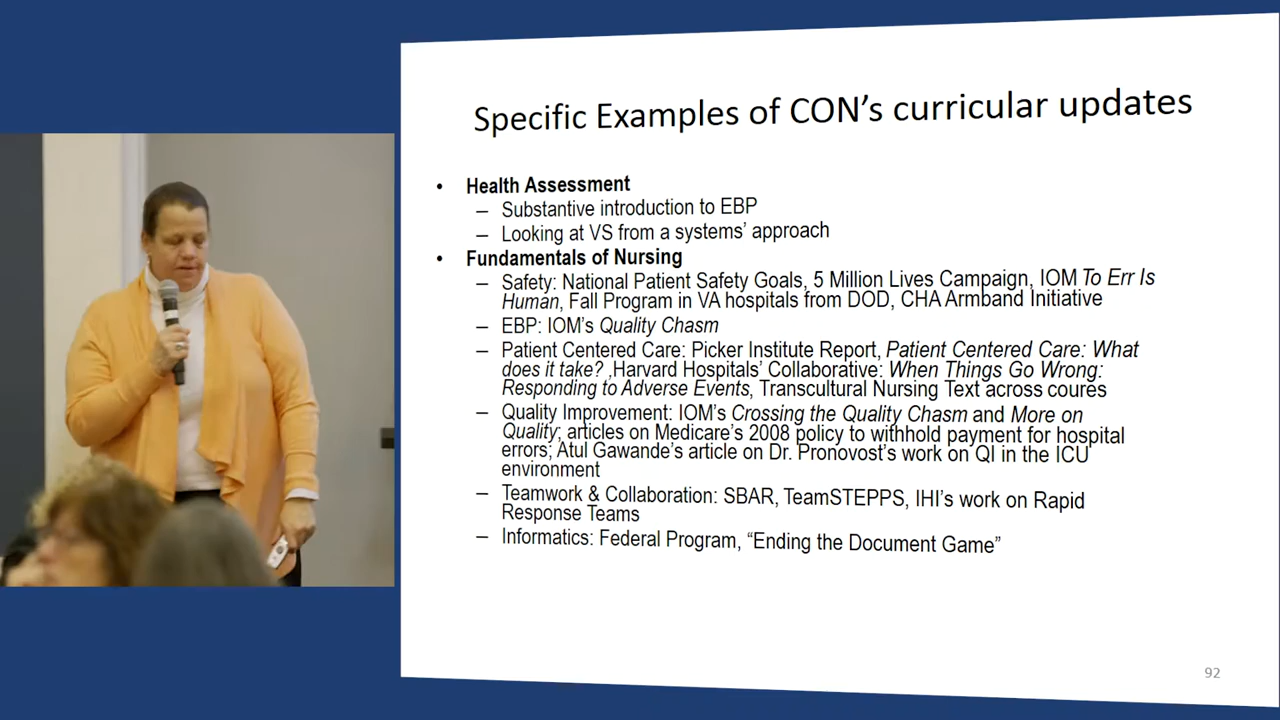 Specific Examples of CON’s curricular updates
• Health Assessment
– Substantive introduction to EBP
– Looking at VS from a systems’ approach
• Fundamentals of Nursing
– Safety: National Patient Safety Goals, 5 Million Lives Campaign, IOM To Err Is
Human, Fall Program in VA hospitals from DOD, CHA Armband Initiative
– EBP: IOM’s Quality Chasm
– Patient Centered Care: Picker Institute Report, Patient Centered Care: What
does it take? ,Harvard Hospitals’ Collaborative: When Things Go Wrong:
Responding to Adverse Events, Transcultural Nursing Text across coures
– Quality Improvement: IOM’s Crossing the Quality Chasm and More on
Quality; articles on Medicare’s 2008 policy to withhold payment for hospital
errors; Atul Gawande’s article on Dr. Pronovost’s work on QI in the ICU
environment
– Teamwork & Collaboration: SBAR, TeamSTEPPS, IHI’s work on Rapid
Response Teams
– Informatics: Federal Program, “Ending the Document Game”
92